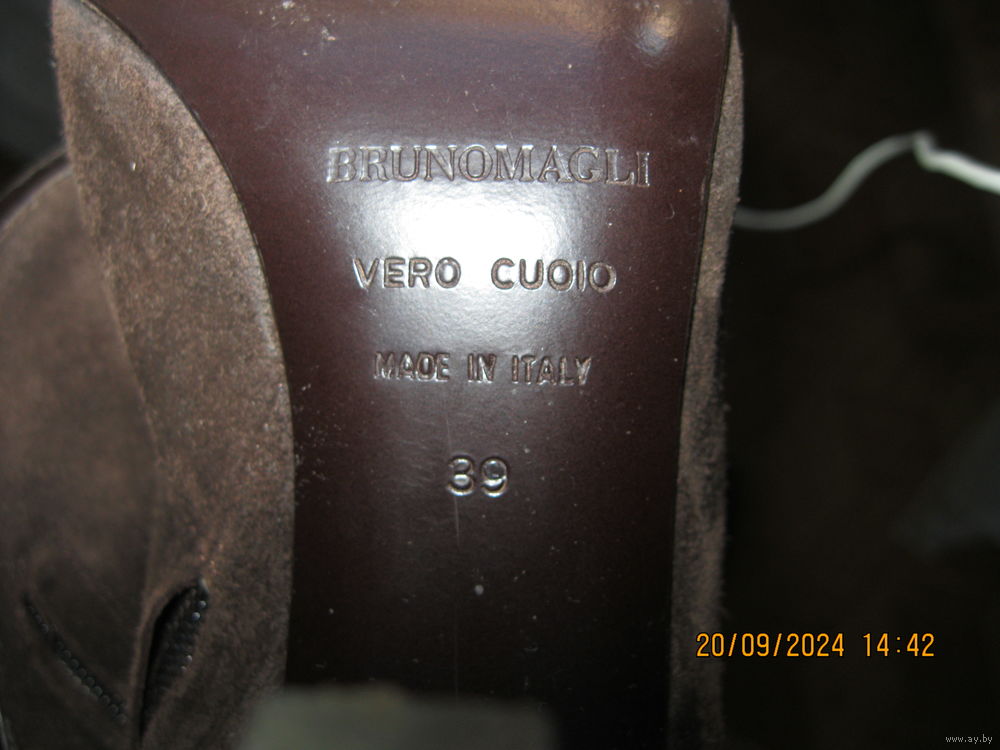 BRUNOMAGLI
VERO CUOIO
MADE IN ITALY
39
20/09/2024 14:42
www.ay.by